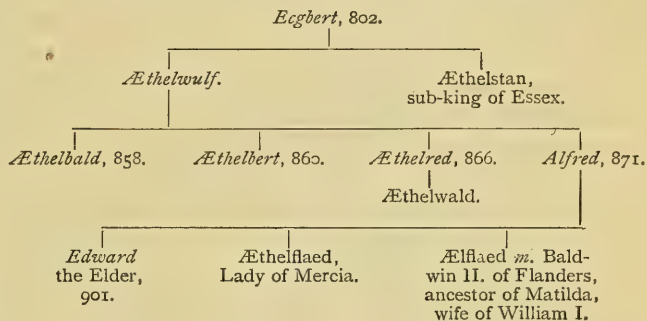 Ecgbert, 802.
Æthelwulf.
Æthelstan,
sub-king of Essex.
Æthelbald, 858.
Æthelbert, 860.
Æthelred, 866.
Alfred, 871.
Æthelwald.
Edward
the Elder,
901.
Æthelflaed,
Lady of Mercia.
Ælflaed m. Bald-
win II. of Flanders,
ancestor of Matilda,
wife of William I.